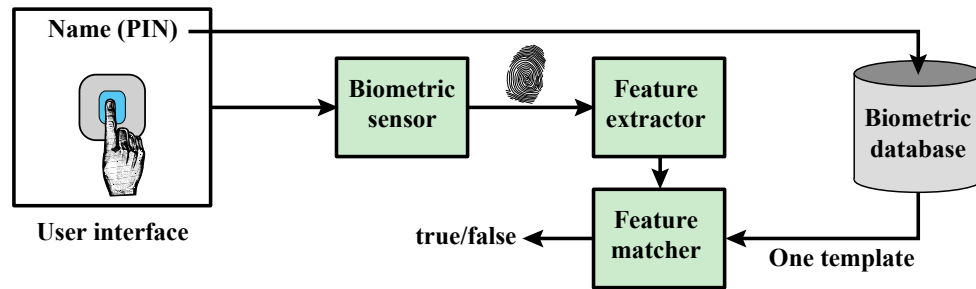 Name (PIN)
Biometric
sensor
Feature
extractor
Biometric
database
User interface
true/false
Feature
matcher
One template